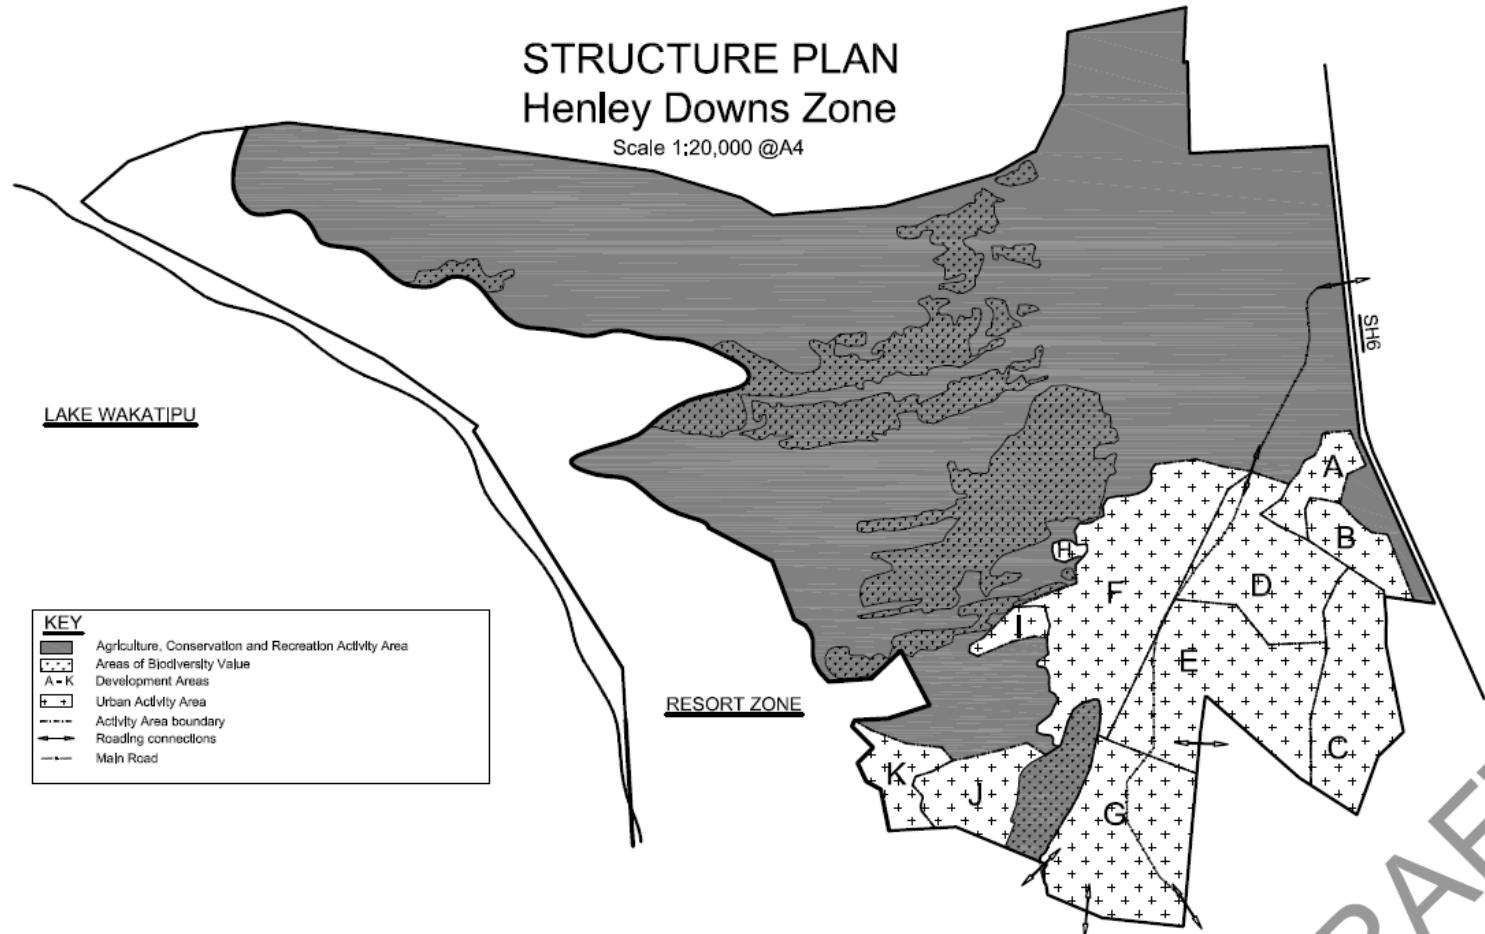 STRUCTURE PLAN
Henley Downs Zone
Scale 1:20,000 @A4
SH6
LAKE WAKATIPU
A
B
H
D
F
I
E
KEY
Agriculture, Conservation and Recreation Activity Area
Areas of Biodiversity Value
A - K Development Areas
Urban Activity Area
Activity Area boundary
Roading connections
Main Road
RESORT ZONE
C
K
J
G